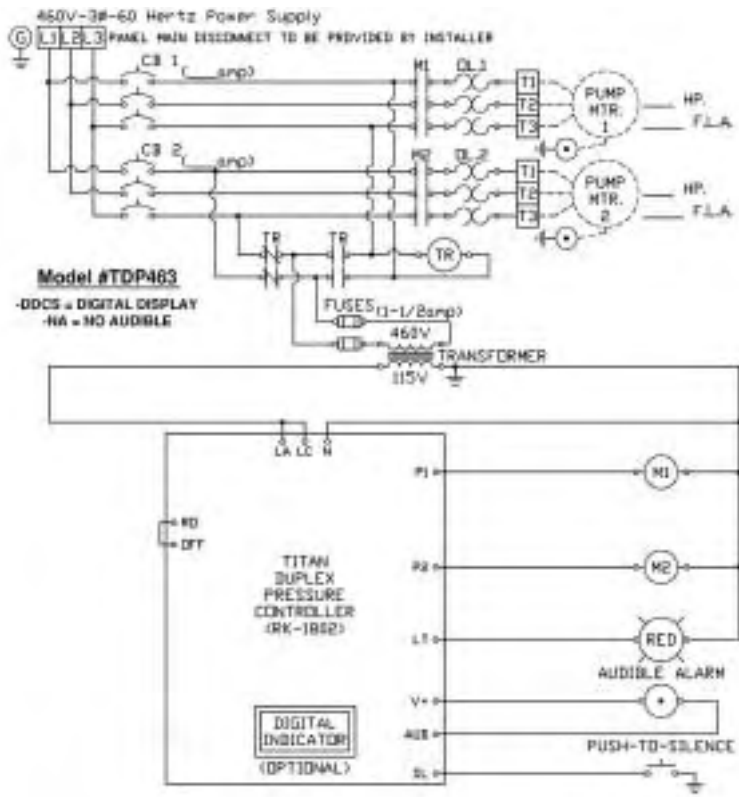 460V-3Ø-60 Hertz Power Supply
G L1 L2 L3 PANEL MAIN DISCONNECT TO BE PROVIDED BY INSTALLER
CB 1 (___amp)
M1 OL1 T1
T2
T3
PUMP
MTR.
1
HP.
F.L.A.
CB 2 (___amp)
M2 OL2 T1
T2
T3
PUMP
MTR.
2
HP.
F.L.A.
TR TR TR
Model #TDP463
-DDCS = DIGITAL DISPLAY
-NA = NO AUDIBLE
FUSES (1-1/2amp)
460V
TRANSFORMER
115V
LA LC N
P1 M1
RO
OFF
TITAN
DUPLEX
PRESSURE
CONTROLLER
(RK-1802)
P2 M2
LT RED
AUDIBLE ALARM
V+
AUB
DIGITAL
INDICATOR
(OPTIONAL)
PUSH-TO-SILENCE
SL